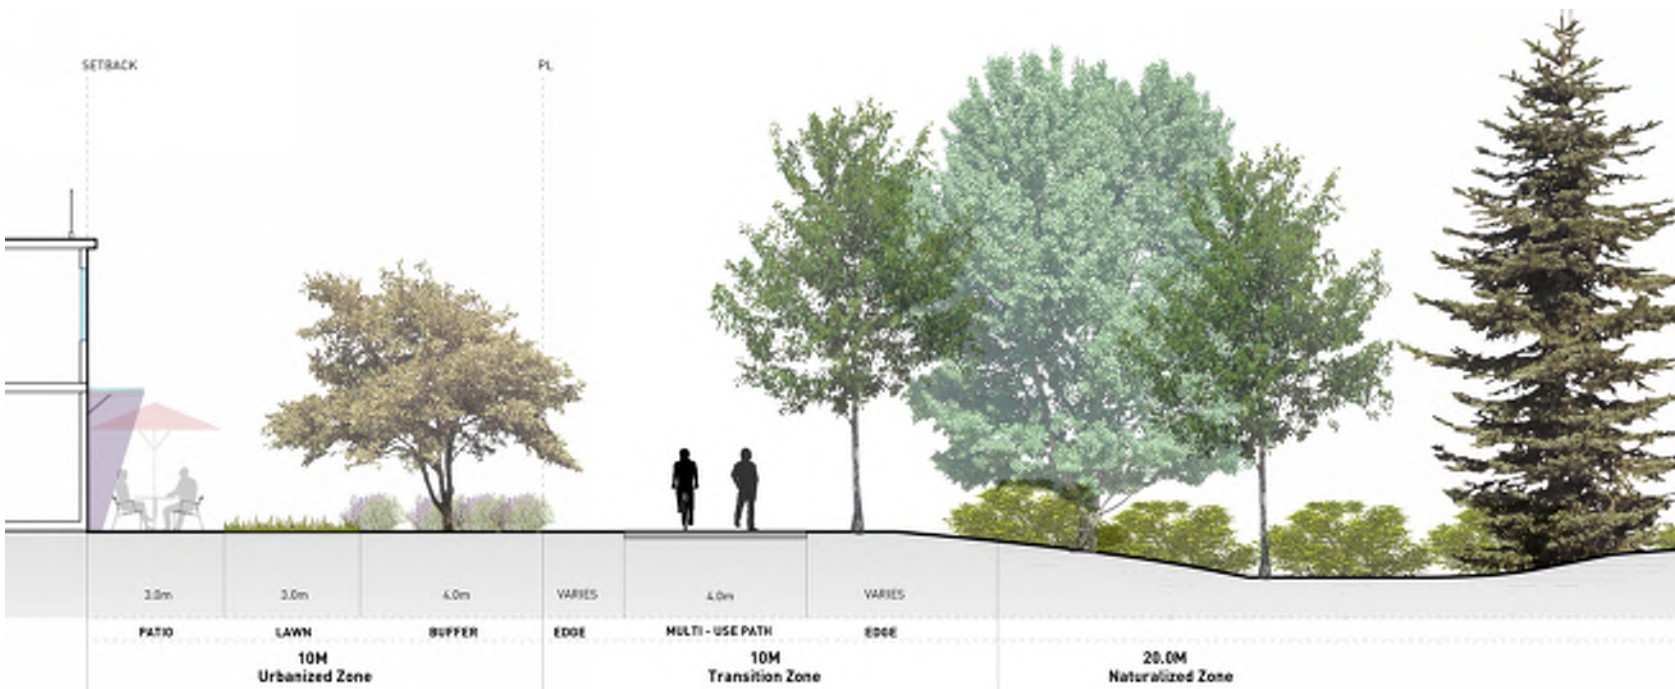 SETBACK
PL
3.0m
3.0m
4.0m
VARIES
4.0m
VARIES
PATIO
LAWN
BUFFER
EDGE
MULTI - USE PATH
EDGE
10M
Urbanized Zone
10M
Transition Zone
20.0M
Naturalized Zone